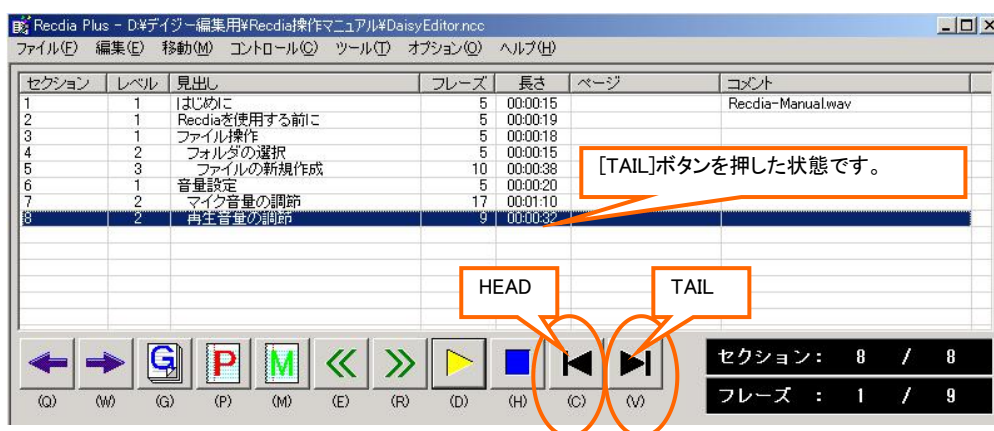 Recdia Plus - D:¥デイジー編集用¥Recdia操作マニュアル¥DaisyEditor.ncc
ファイル(F) 編集(E) 移動(M) コントロール(C) ツール(T) オプション(O) ヘルプ(H)
セクション レベル 見出し フレーズ 長さ ページ コメント
1 1 はじめに 5 00:00:15 Recdia-Manual.wav
2 1 Recdiaを使用する前に 5 00:00:19
3 1 ファイル操作 5 00:00:18
4 2 フォルダの選択 5 00:00:15
5 3 ファイルの新規作成 10 00:00:38
6 1 音量設定 5 00:00:20
7 2 マイク音量の調節 17 00:01:10
8 2 再生音量の調節 9 00:00:32
[TAIL]ボタンを押した状態です。
HEAD TAIL
G P M
(Q) (W) (G) (P) (M) (E) (R) (D) (H) (C) (V)
セクション: 8 / 8
フレーズ : 1 / 9